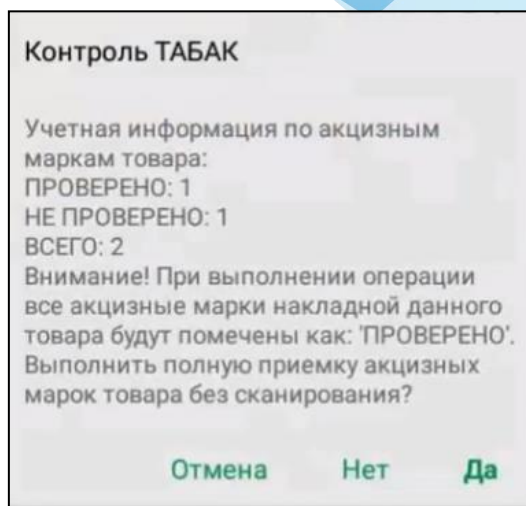 Контроль ТАБАК
Учетная информация по акцизным
маркам товара:
ПРОВЕРЕНО: 1
НЕ ПРОВЕРЕНО: 1
ВСЕГО: 2
Внимание! При выполнении операции
все акцизные марки накладной данного
товара будут помечены как: 'ПРОВЕРЕНО'.
Выполнить полную приемку акцизных
марок товара без сканирования?
Отмена Нет Да